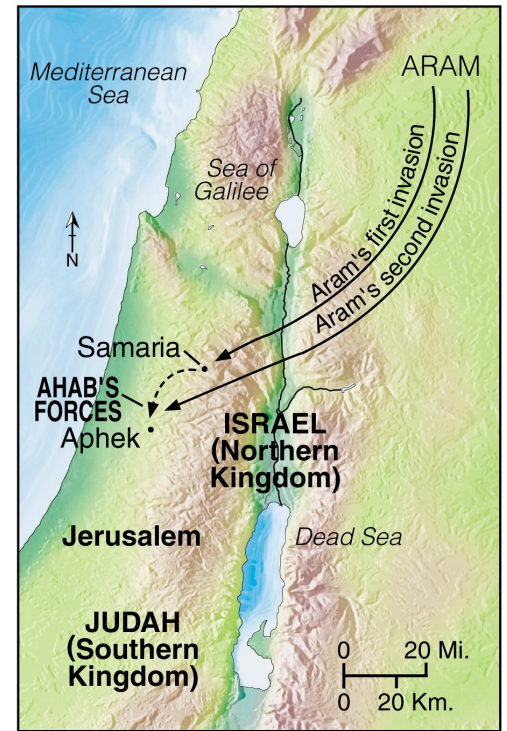 Mediterranean
Sea
ARAM
Sea of
Galilee
N
Aram's first invasion
Aram's second invasion
Samaria
AHAB'S
FORCES
Aphek
ISRAEL
(Northern
Kingdom)
Jerusalem
Dead Sea
JUDAH
(Southern
Kingdom)
0 20 Mi.
0 20 Km.